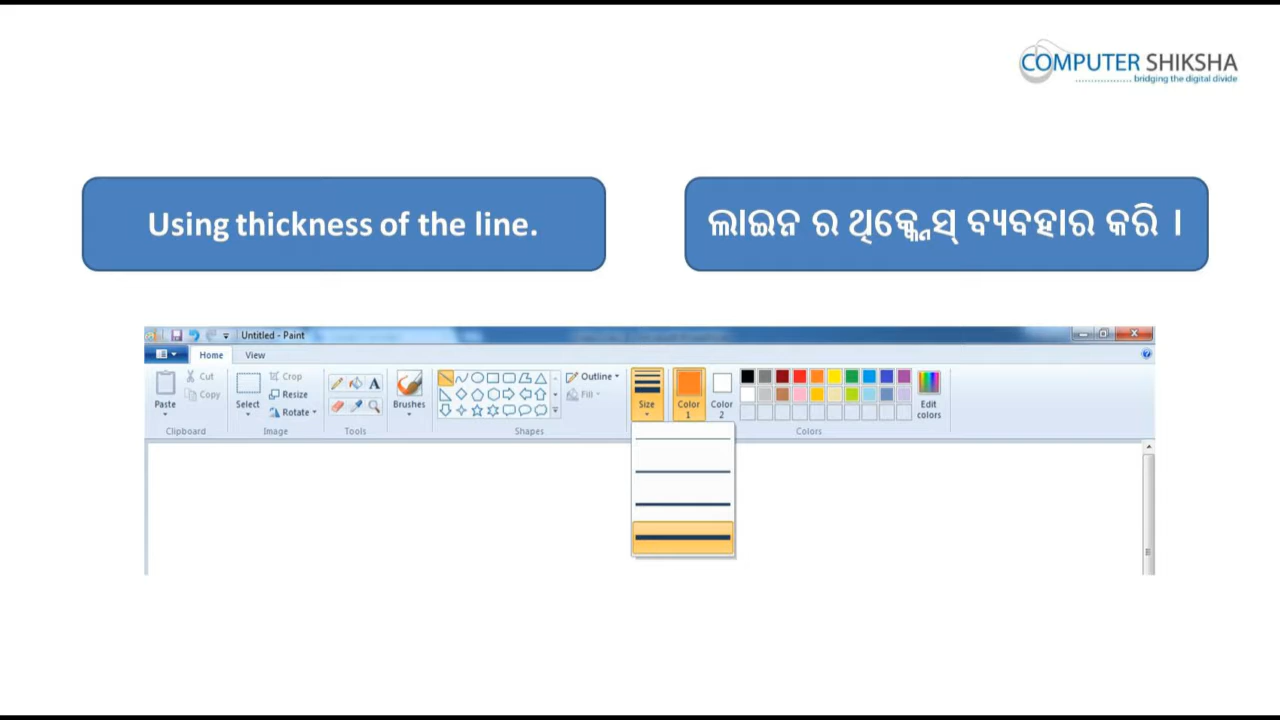 COMPUTER SHIKSHA
bridging the digital divide
Using thickness of the line.
ଲାଇନ ର ଥିକ୍ନେସ୍ ବ୍ୟବହାର କରି ।
Untitled - Paint
Home View
Cut Crop Outline
Copy Resize Fill
Paste Select Rotate Brushes Size Color 1 Color 2 Edit colors
Clipboard Image Tools Shapes Colors